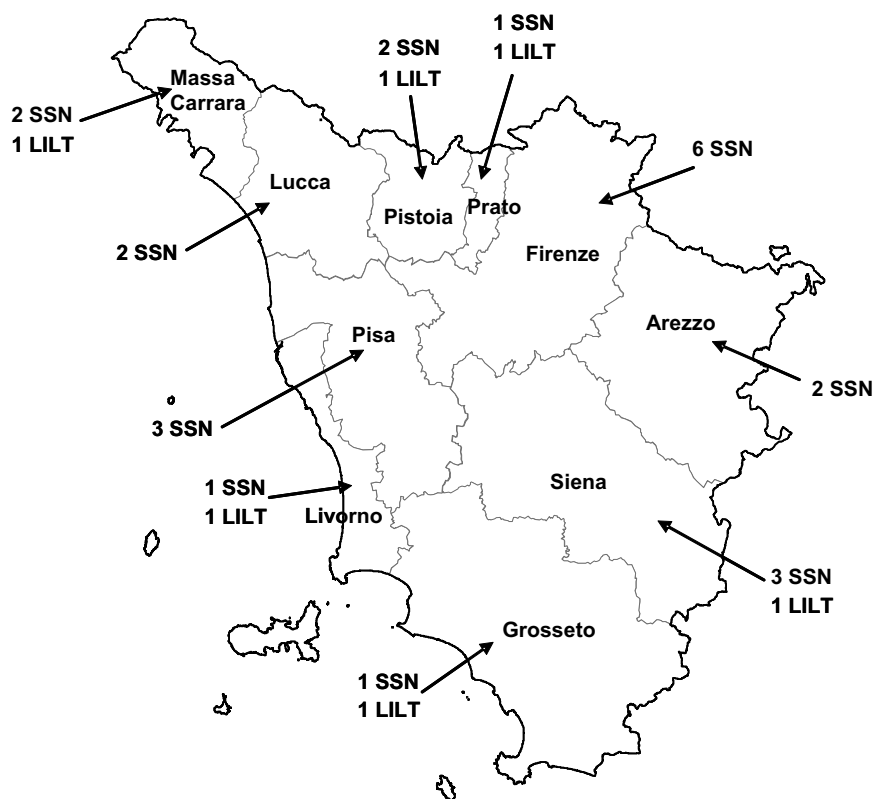 1 SSN
1 LILT
2 SSN
1 LILT
Massa
Carrara
2 SSN
1 LILT
6 SSN
Lucca
Pistoia
Prato
2 SSN
Firenze
Arezzo
Pisa
2 SSN
3 SSN
Siena
1 SSN
1 LILT
Livorno
3 SSN
1 LILT
Grosseto
1 SSN
1 LILT